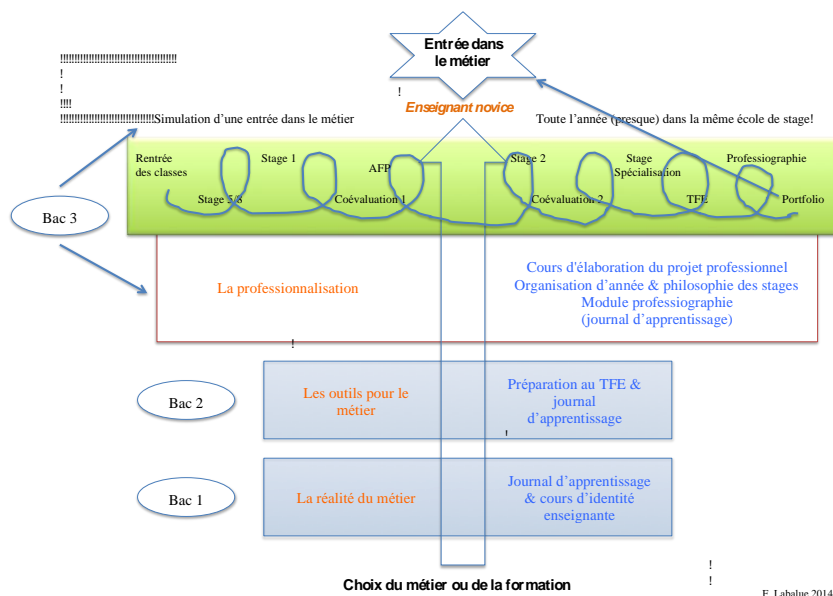 Entrée dans
le métier
!!!!!!!!!!!!!!!!!!!!!!!!!!!!!!!!!!!!!!!!!
!
!
!!!!
!!!!!!!!!!!!!!!!!!!!!!!!!!!!!!!!!Simulation d'une entrée dans le métier
!
Enseignant novice
Toute l'année (presque) dans la même école de stage!
Rentrée
des classes
Stage 5/8
Stage 1
Coévaluation 1
AFP
Stage 2
Coévaluation 2
Stage
Spécialisation
TFE
Professiographie
Portfolio
Bac 3
La professionnalisation
Cours d'élaboration du projet professionnel
Organisation d'année & philosophie des stages
Module professiographie
(journal d'apprentissage)
!
Bac 2
Les outils pour le
métier
Préparation au TFE &
journal
d'apprentissage
!
Bac 1
La réalité du métier
Journal d'apprentissage
& cours d'identité
enseignante
Choix du métier ou de la formation
!
!
F. Labalue 2014